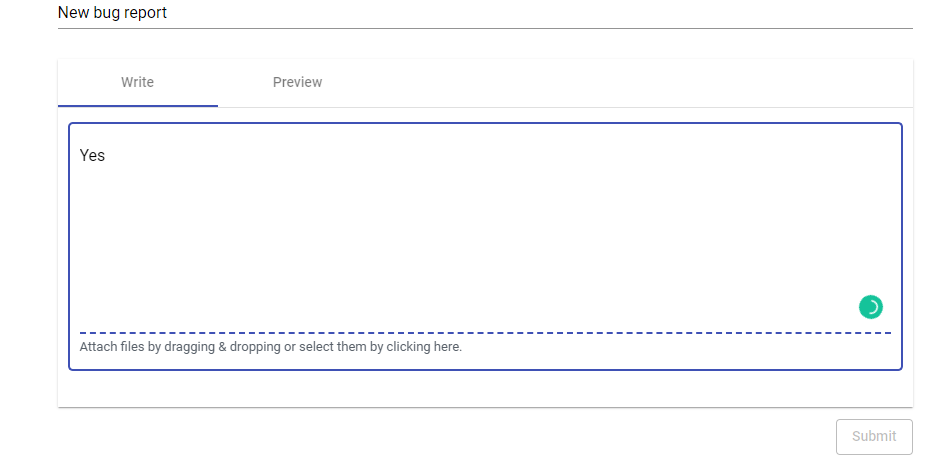 New bug report
Write Preview
Yes
Attach files by dragging & dropping or select them by clicking here.
Submit